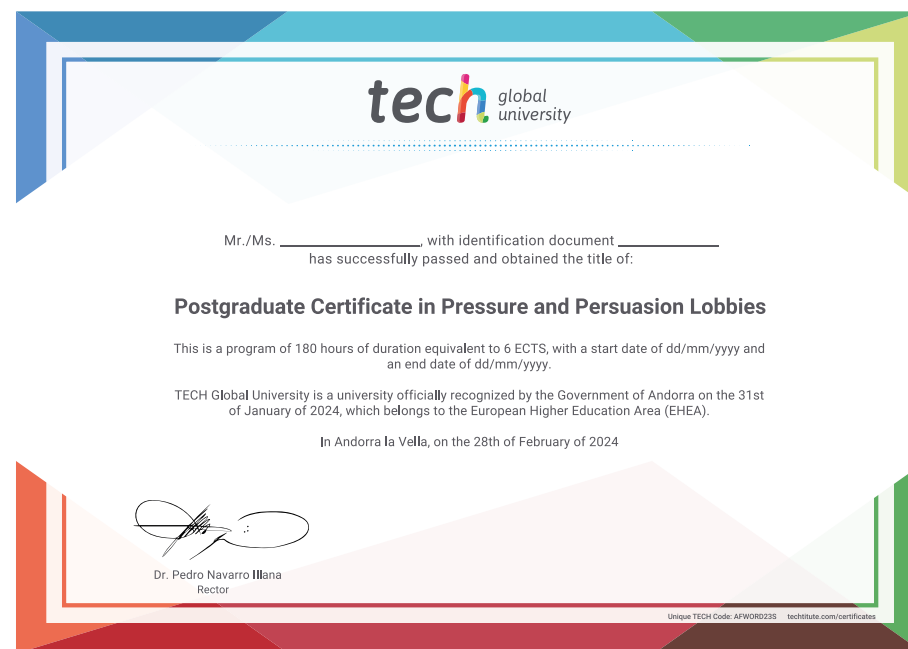 tech global
university
Mr./Ms. ____________, with identification document ____________
has successfully passed and obtained the title of:
Postgraduate Certificate in Pressure and Persuasion Lobbies
This is a program of 180 hours of duration equivalent to 6 ECTS, with a start date of dd/mm/yyyy and
an end date of dd/mm/yyyy.
TECH Global University is a university officially recognized by the Government of Andorra on the 31st
of January of 2024, which belongs to the European Higher Education Area (EHEA).
In Andorra la Vella, on the 28th of February of 2024
Dr. Pedro Navarro Illana
Rector
Unique TECH Code: AFWORD23S techtitute.com/certificates